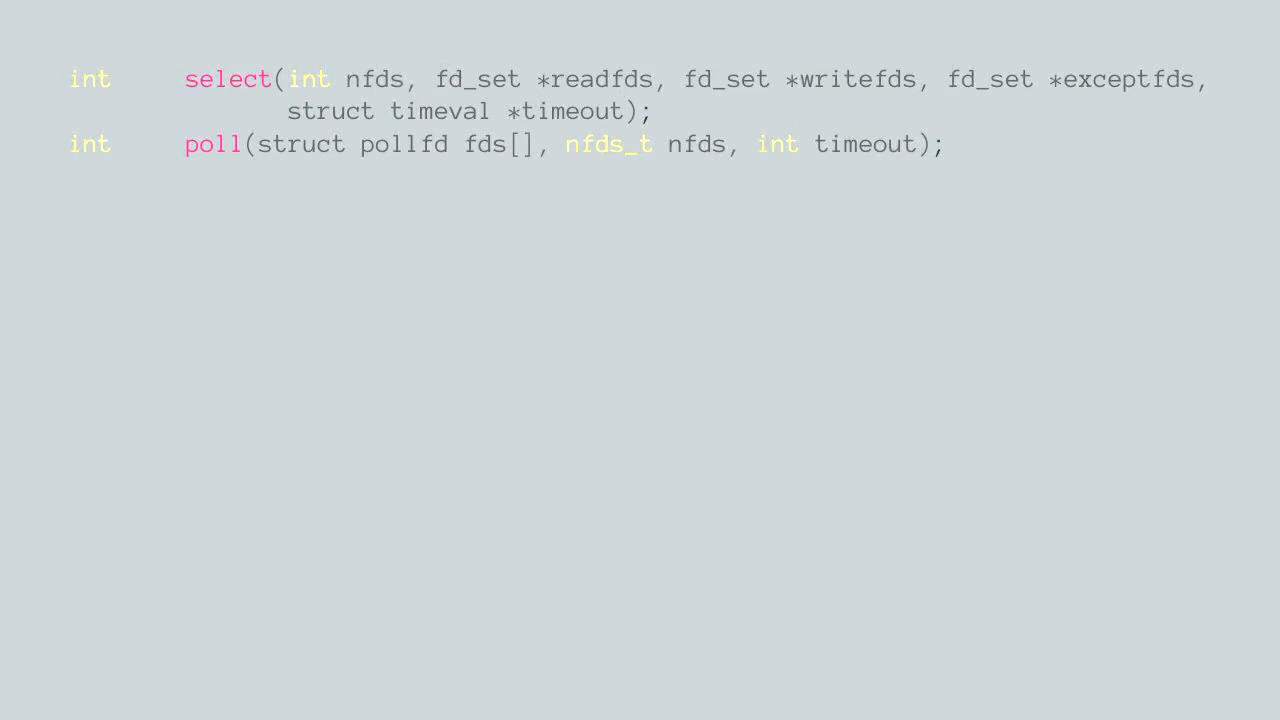 int     select(int nfds, fd_set *readfds, fd_set *writefds, fd_set *exceptfds,
               struct timeval *timeout);
int     poll(struct pollfd fds[], nfds_t nfds, int timeout);